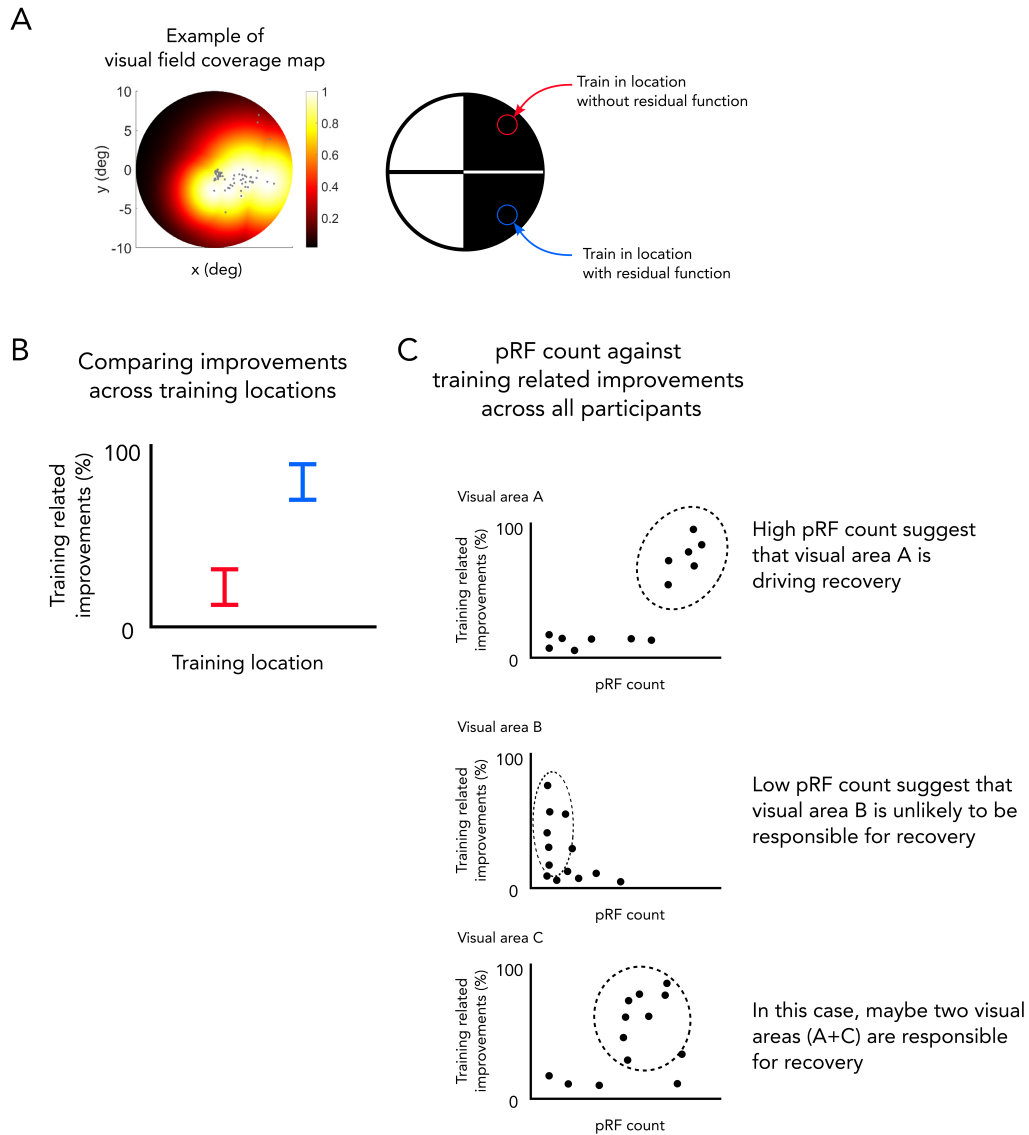 A
Example of
visual field coverage map
10
5
0
-5
-10
y (deg)
x (deg)
1
0.8
0.6
0.4
0.2
Train in location
without residual function
Train in location
with residual function
B
Comparing improvements
across training locations
100
0
Training related
improvements (%)
Training location
C
pRF count against
training related improvements
across all participants
Visual area A
100
0
Training related
improvements (%)
pRF count
High pRF count suggest
that visual area A is
driving recovery
Visual area B
100
0
Training related
improvements (%)
pRF count
Low pRF count suggest that
visual area B is unlikely to be
responsible for recovery
Visual area C
100
0
Training related
improvements (%)
pRF count
In this case, maybe two visual
areas (A+C) are responsible
for recovery